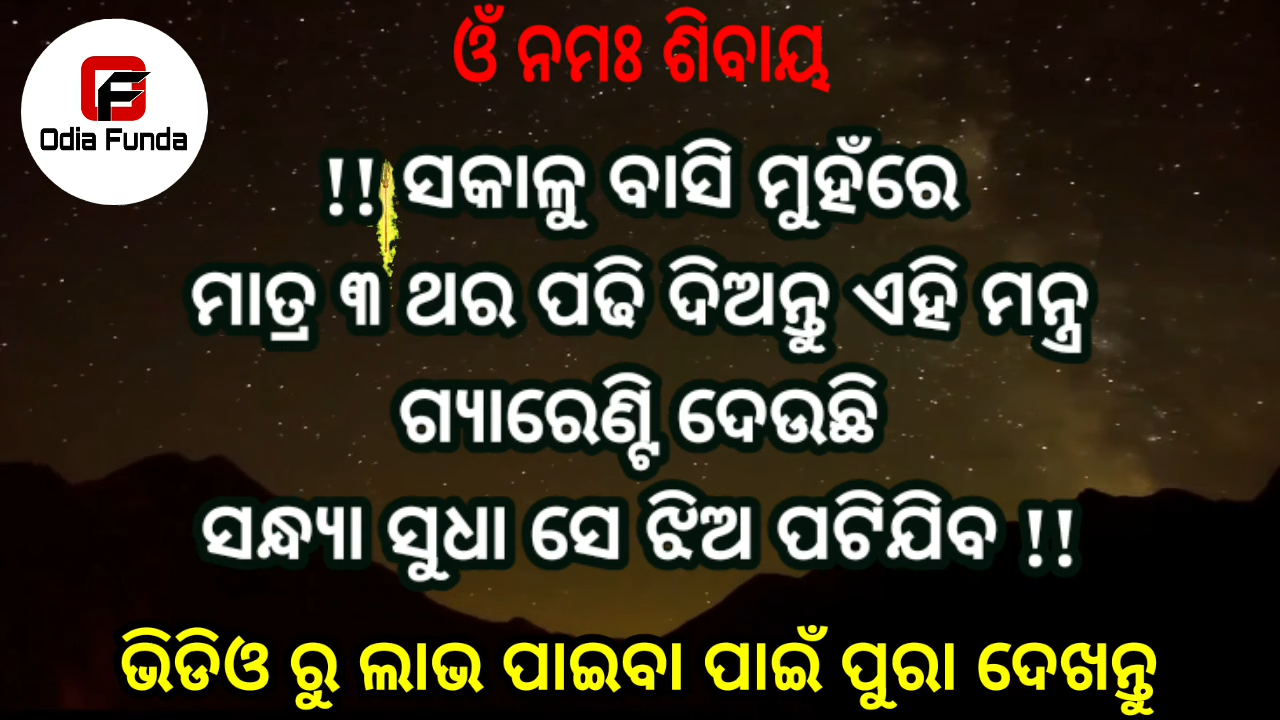 ଓଁ ନମଃ ଶିବାୟ
Odia Funda
!! ସକାଳୁ ବାସି ମୁହଁରେ
ମାତ୍ର ୩ ଥର ପଢି ଦିଅନ୍ତୁ ଏହି ମନ୍ତ୍ର
ଗ୍ୟାରେଣ୍ଟି ଦେଉଛି
ସନ୍ଧ୍ୟା ସୁଧା ସେ ଝିଅ ପଟିଯିବ !!
ଭିଡିଓ ରୁ ଲାଭ ପାଇବା ପାଇଁ ପୁରା ଦେଖନ୍ତୁ